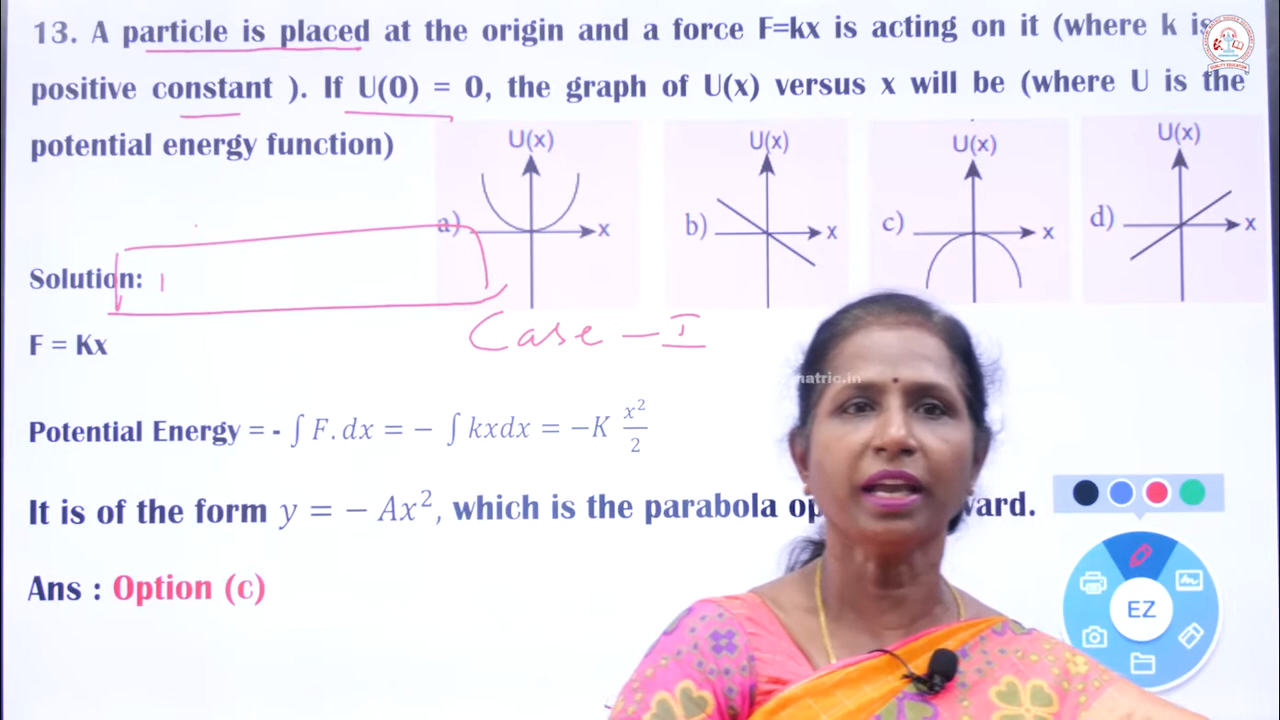 13. A particle is placed at the origin and a force F=kx is acting on it (where k is
positive constant ). If U(0) = 0, the graph of U(x) versus x will be (where U is the
potential energy function)
a) U(x) x
b) U(x) x
c) U(x) x
d) U(x) x
Solution:
Case – I
F = Kx
matric.in
Potential Energy = - ∫ F. dx = − ∫ kxdx = −K x²/2
It is of the form y = − Ax², which is the parabola
Ans : Option (c)
EZ